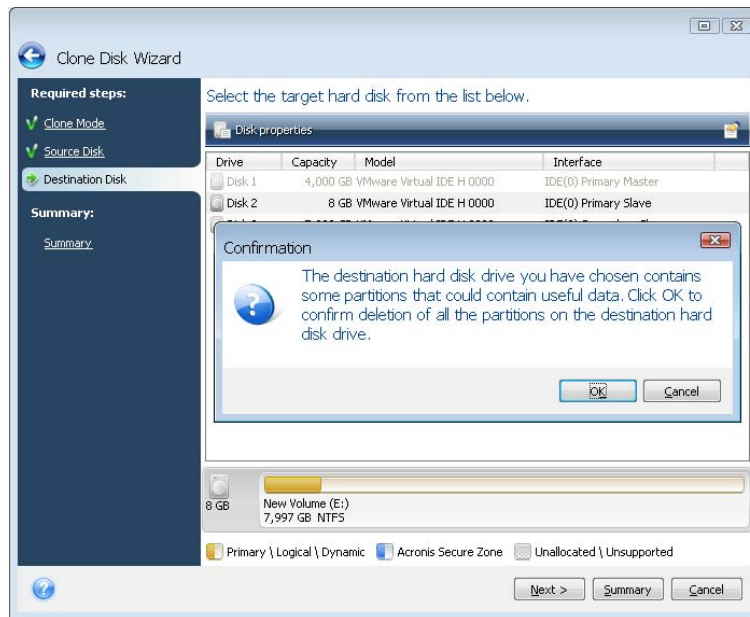 Clone Disk Wizard
Required steps:
Clone Mode
Source Disk
Destination Disk
Summary:
Summary
Select the target hard disk from the list below.
Disk properties
Drive Capacity Model Interface
Disk 1 4,000 GB VMware Virtual IDE H 0000 IDE(0) Primary Master
Disk 2 8 GB VMware Virtual IDE H 0000 IDE(0) Primary Slave
Confirmation
The destination hard disk drive you have chosen contains
some partitions that could contain useful data. Click OK to
confirm deletion of all the partitions on the destination hard
disk drive.
OK Cancel
8 GB
New Volume (E:)
7,997 GB NTFS
Primary \ Logical \ Dynamic Acronis Secure Zone Unallocated \ Unsupported
Next > Summary Cancel